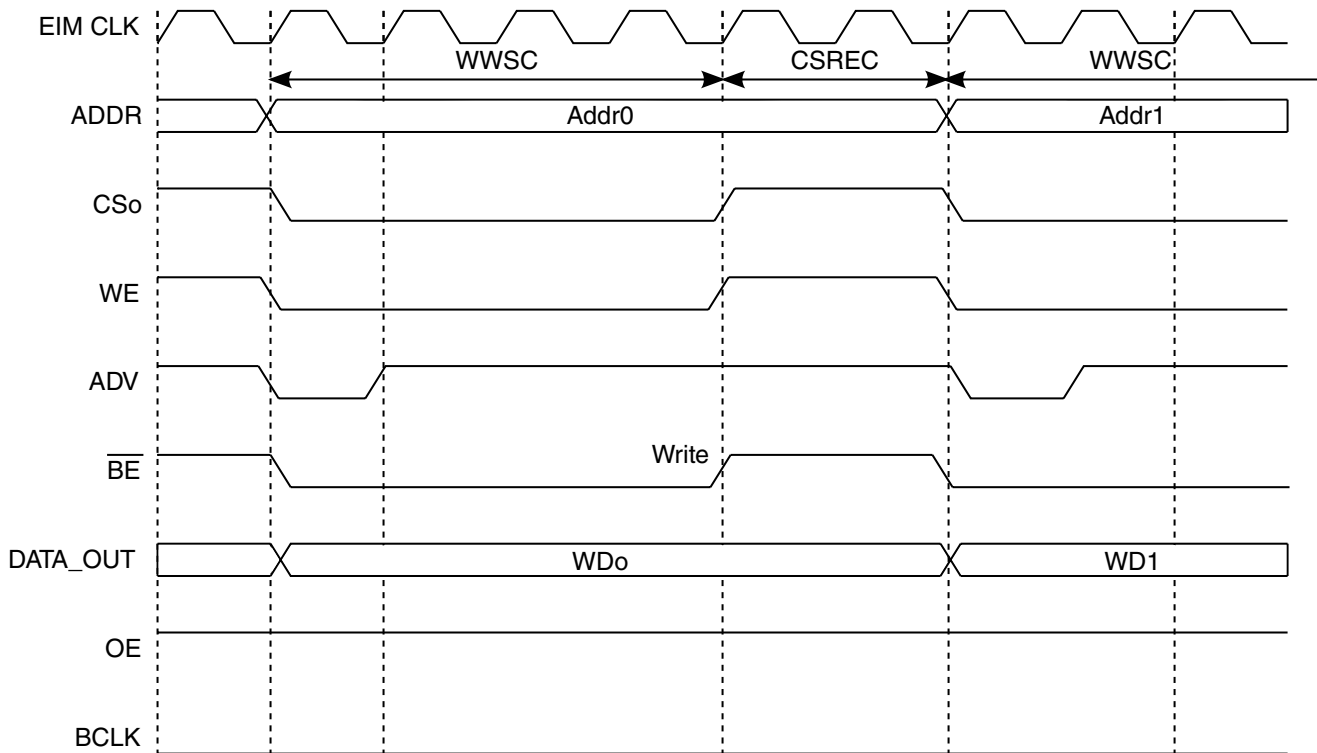 EIM CLK
WWSC CSREC WWSC
ADDR Addr0 Addr1
CSo
WE
ADV
BE Write
DATA_OUT WDo WD1
OE
BCLK